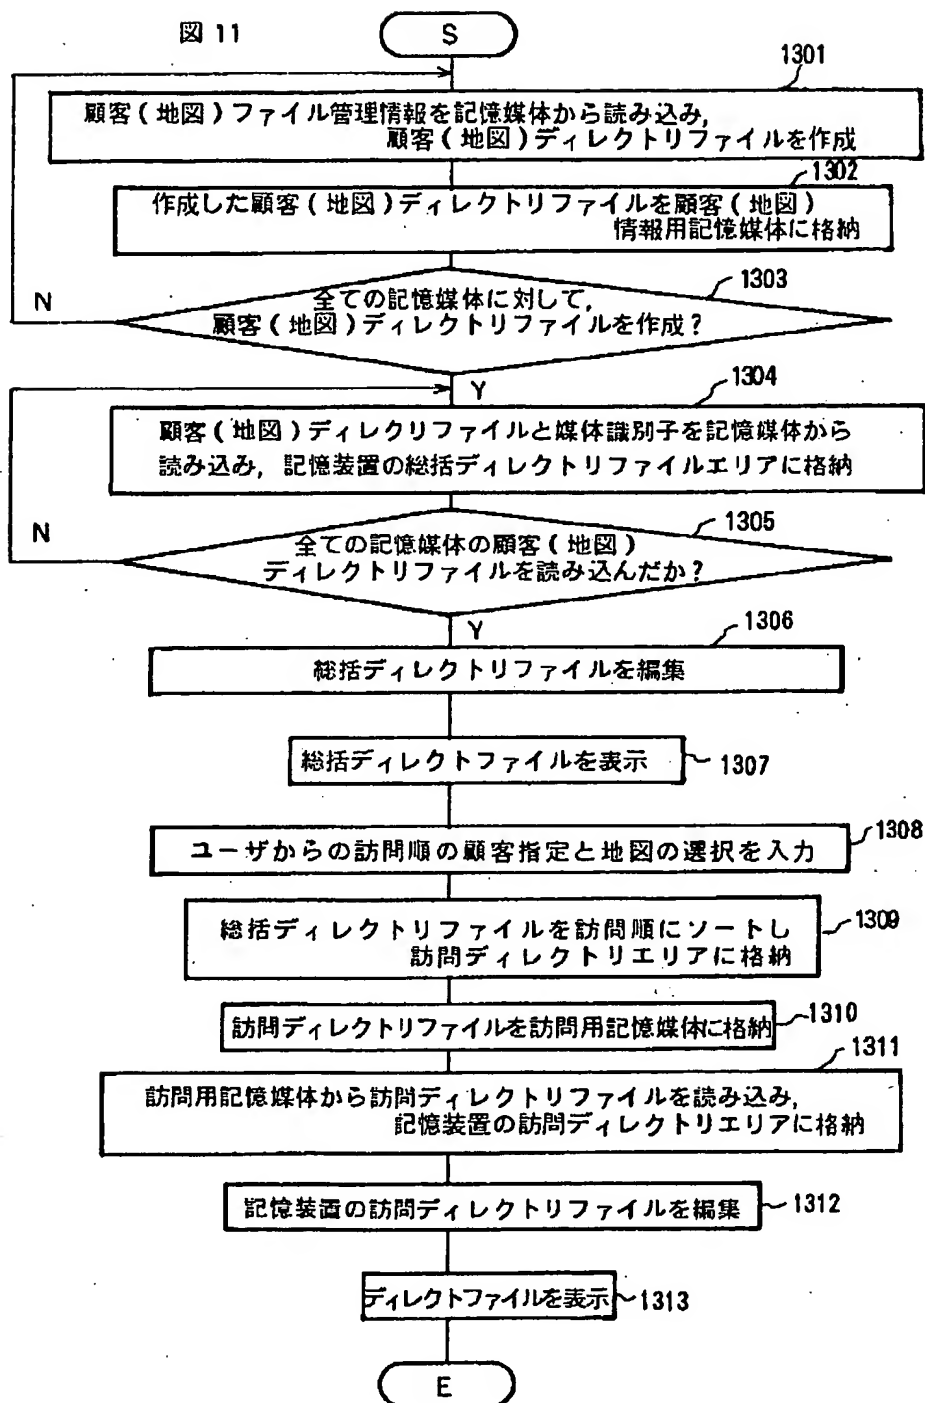 図 11
S
1301
顧客(地図)ファイル管理情報を記憶媒体から読み込み,
顧客(地図)ディレクトリファイルを作成
1302
作成した顧客(地図)ディレクトリファイルを顧客(地図)
情報用記憶媒体に格納
1303
N
全ての記憶媒体に対して,
顧客(地図)ディレクトリファイルを作成?
Y
1304
顧客(地図)ディレクリファイルと媒体識別子を記憶媒体から
読み込み, 記憶装置の総括ディレクトリファイルエリアに格納
1305
N
全ての記憶媒体の顧客(地図)
ディレクトリファイルを読み込んだか?
Y
1306
総括ディレクトリファイルを編集
総括ディレクトファイルを表示
1307
1308
ユーザからの訪問順の顧客指定と地図の選択を入力
総括ディレクトリファイルを訪問順にソートし
1309
訪問ディレクトリエリアに格納
訪問ディレクトリファイルを訪問用記憶媒体に格納
1310
1311
訪問用記憶媒体から訪問ディレクトリファイルを読み込み,
記憶装置の訪問ディレクトリエリアに格納
記憶装置の訪問ディレクトリファイルを編集
1312
ディレクトファイルを表示
1313
E